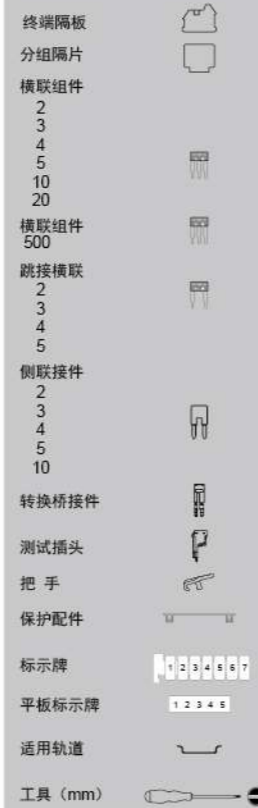 终端隔板
分组隔片
横联组件
2
3
4
5
10
20
横联组件
500
跳接横联
2
3
4
5
侧联接件
2
3
4
5
10
转换桥接件
测试插头
把 手
保护配件
标示牌 1 2 3 4 5 6 7
平板标示牌 1 2 3 4 5
适用轨道
工具（mm）